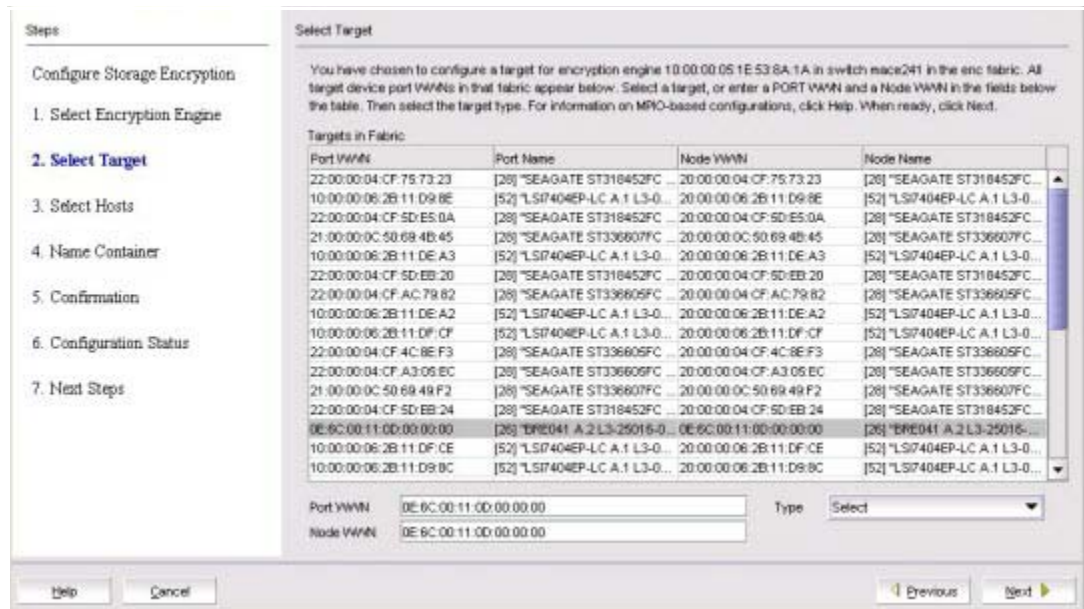 Steps
Configure Storage Encryption
1. Select Encryption Engine
2. Select Target
3. Select Hosts
4. Name Container
5. Confirmation
6. Configuration Status
7. Next Steps
Select Target
You have chosen to configure a target for encryption engine 10:00:00:05:1E:53:8A:1A in switch mace241 in the enc fabric. All
target device port WWNs in that fabric appear below. Select a target, or enter a PORT WWN and a Node WWN in the fields below
the table. Then select the target type. For information on MPIO-based configurations, click Help. When ready, click Next.
Targets in Fabric
Port WWN Port Name Node WWN Node Name
22:00:00:04:CF:75:73:23 [28] "SEAGATE ST318452FC ... 20:00:00:04:CF:75:73:23 [28] "SEAGATE ST318452FC...
10:00:00:06:2B:11:D9:8E [52] "LSI7404EP-LC A.1 L3-0... 20:00:00:06:2B:11:D9:8E [52] "LSI7404EP-LC A.1 L3-0...
22:00:00:04:CF:5D:E5:0A [28] "SEAGATE ST318452FC ... 20:00:00:04:CF:5D:E5:0A [28] "SEAGATE ST318452FC...
21:00:00:0C:50:69:4B:45 [28] "SEAGATE ST336607FC ... 20:00:00:0C:50:69:4B:45 [28] "SEAGATE ST336607FC...
10:00:00:06:2B:11:DE:A3 [52] "LSI7404EP-LC A.1 L3-0... 20:00:00:06:2B:11:DE:A3 [52] "LSI7404EP-LC A.1 L3-0...
22:00:00:04:CF:5D:EB:20 [28] "SEAGATE ST318452FC ... 20:00:00:04:CF:5D:EB:20 [28] "SEAGATE ST318452FC...
22:00:00:04:CF:AC:79:82 [28] "SEAGATE ST336605FC ... 20:00:00:04:CF:AC:79:82 [28] "SEAGATE ST336605FC...
10:00:00:06:2B:11:DE:A2 [52] "LSI7404EP-LC A.1 L3-0... 20:00:00:06:2B:11:DE:A2 [52] "LSI7404EP-LC A.1 L3-0...
10:00:00:06:2B:11:DF:CF [52] "LSI7404EP-LC A.1 L3-0... 20:00:00:06:2B:11:DF:CF [52] "LSI7404EP-LC A.1 L3-0...
22:00:00:04:CF:4C:8E:F3 [28] "SEAGATE ST336605FC ... 20:00:00:04:CF:4C:8E:F3 [28] "SEAGATE ST336605FC...
22:00:00:04:CF:A3:05:EC [28] "SEAGATE ST336605FC ... 20:00:00:04:CF:A3:05:EC [28] "SEAGATE ST336605FC...
21:00:00:0C:50:69:49:F2 [28] "SEAGATE ST336607FC ... 20:00:00:0C:50:69:49:F2 [28] "SEAGATE ST336607FC...
22:00:00:04:CF:5D:EB:24 [28] "SEAGATE ST318452FC ... 20:00:00:04:CF:5D:EB:24 [28] "SEAGATE ST318452FC...
0E:6C:00:11:0D:00:00:00 [26] "BRE041 A.2 L3-25016-0... 0E:6C:00:11:0D:00:00:00 [26] "BRE041 A.2 L3-25016-...
10:00:00:06:2B:11:DF:CE [52] "LSI7404EP-LC A.1 L3-0... 20:00:00:06:2B:11:DF:CE [52] "LSI7404EP-LC A.1 L3-0...
10:00:00:06:2B:11:D9:8C [52] "LSI7404EP-LC A.1 L3-0... 20:00:00:06:2B:11:D9:8C [52] "LSI7404EP-LC A.1 L3-0...
Port WWN 0E:6C:00:11:0D:00:00:00 Type Select
Node WWN 0E:6C:00:11:0D:00:00:00
Help Cancel Previous Next